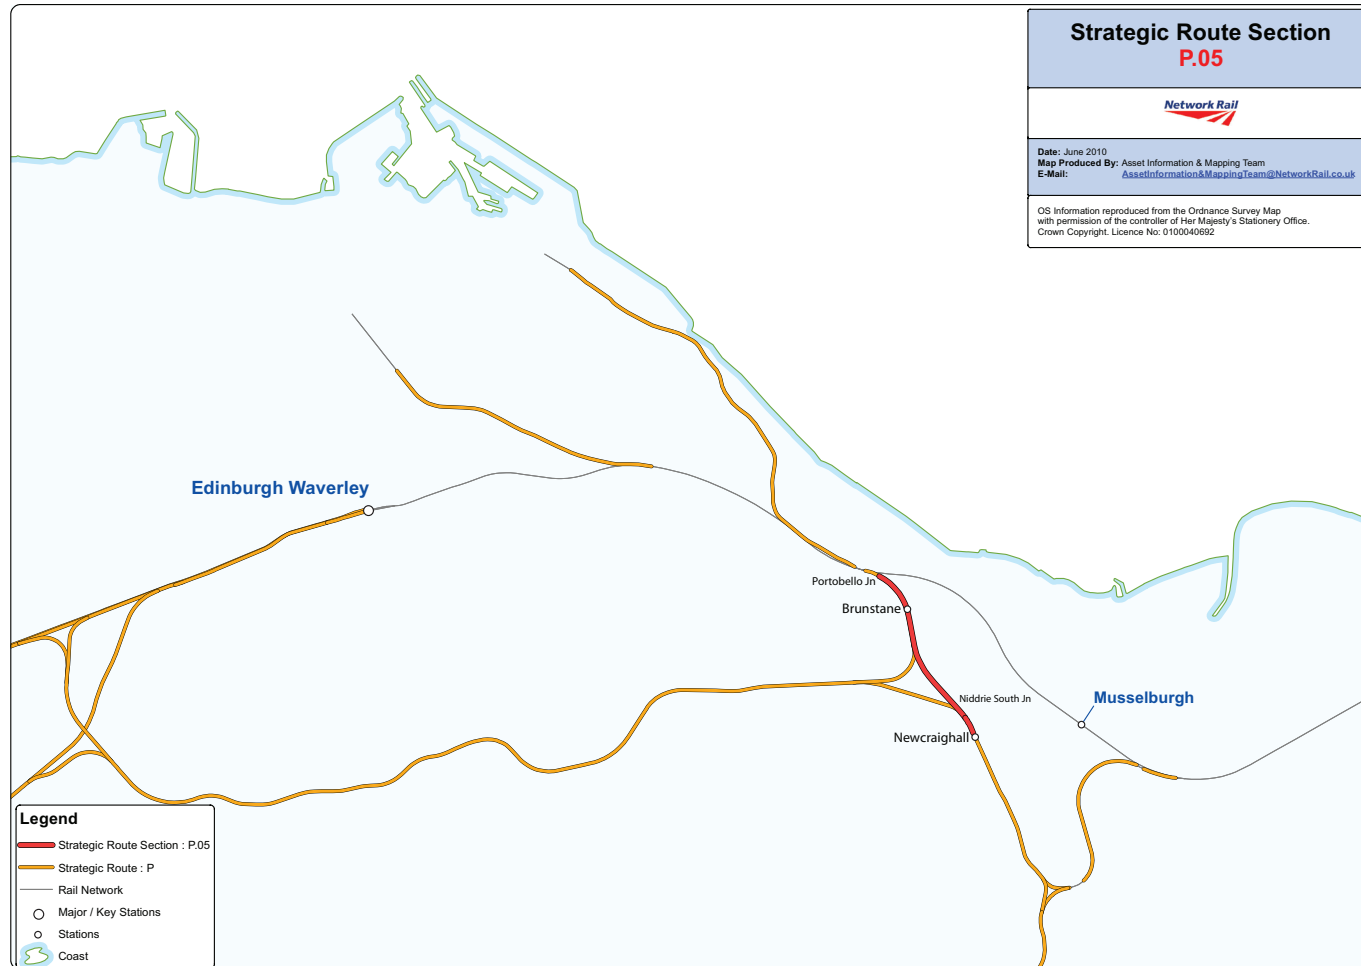 Strategic Route Section
P.05
Network Rail
Date: June 2010
Map Produced By: Asset Information & Mapping Team
E-Mail: AssetInformation&MappingTeam@NetworkRail.co.uk
OS Information reproduced from the Ordnance Survey Map
with permission of the controller of Her Majesty's Stationery Office.
Crown Copyright. Licence No: 0100040692
Edinburgh Waverley
Portobello Jn
Brunstane
Niddrie South Jn
Musselburgh
Newcraighall
Legend
Strategic Route Section : P.05
Strategic Route : P
Rail Network
Major / Key Stations
Stations
Coast